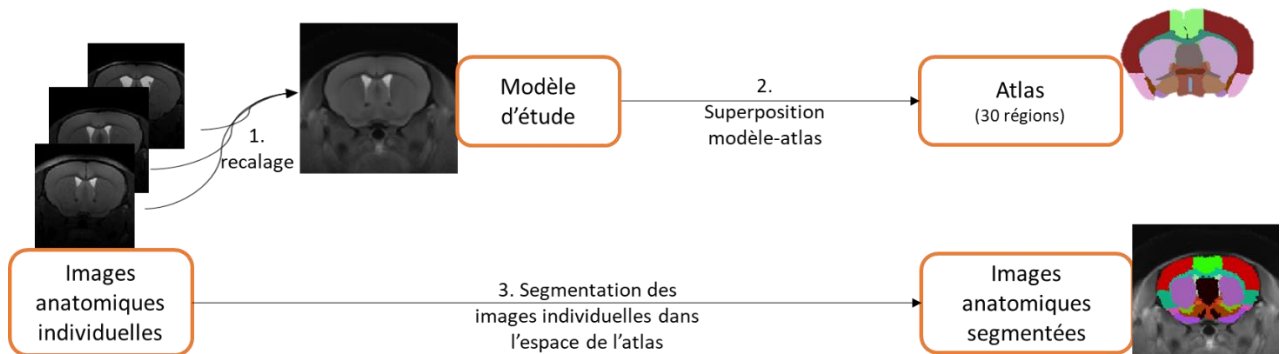 1.
recalage
Modèle
d'étude
2.
Superposition
modèle-atlas
Atlas
(30 régions)
Images
anatomiques
individuelles
3. Segmentation des
images individuelles dans
l'espace de l'atlas
Images
anatomiques
segmentées